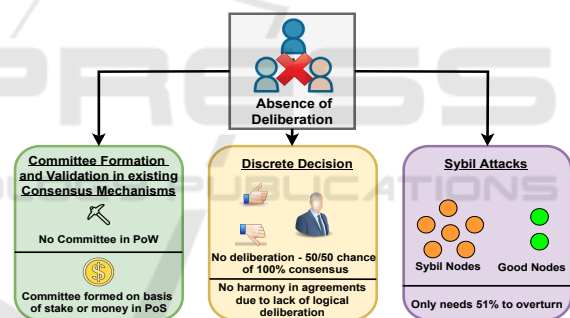 Absence of
Deliberation
Committee Formation
and Validation in existing
Consensus Mechanisms
No Committee in PoW
Committee formed on basis
of stake or money in PoS
Discrete Decision
No deliberation - 50/50 chance
of 100% consensus
No harmony in agreements
due to lack of logical
deliberation
Sybil Attacks
Sybil Nodes
Good Nodes
Only needs 51% to overturn
PRESS
PUBLICATIONS